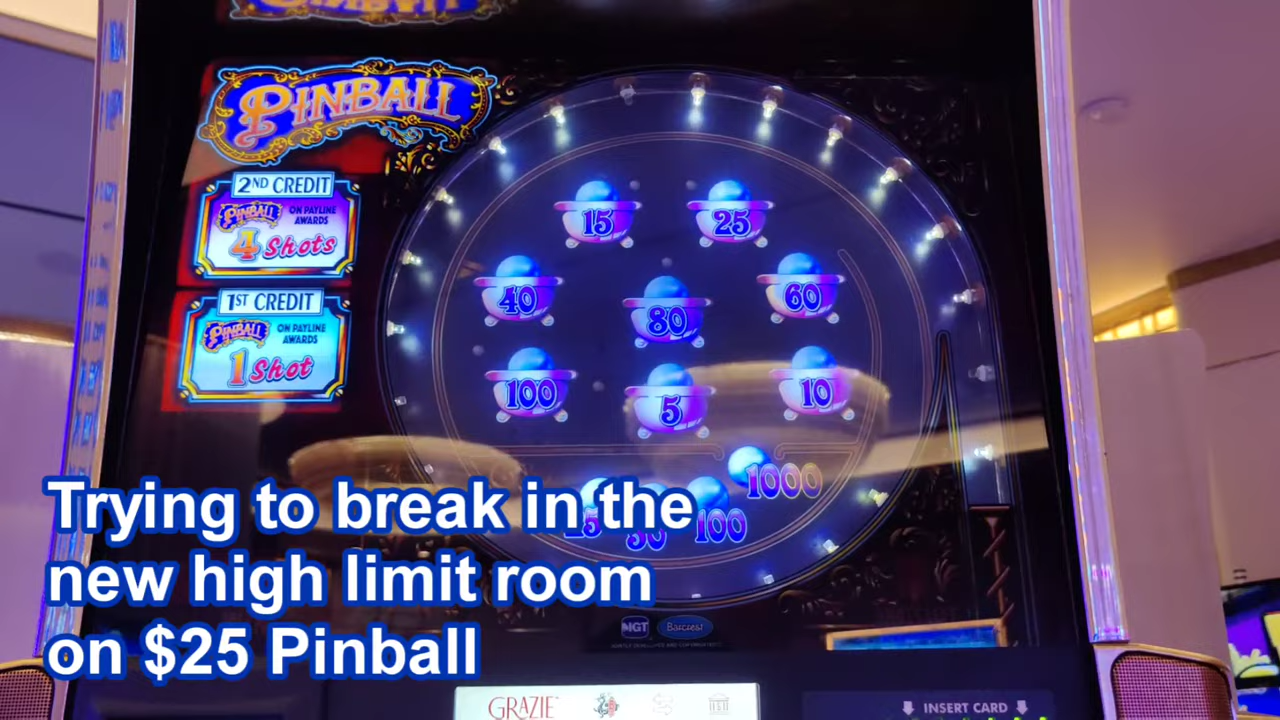 PINBALL
2ND CREDIT
PINBALL ON PAYLINE AWARDS
4 Shots
1ST CREDIT
PINBALL ON PAYLINE AWARDS
1 Shot
15 25
40 80 60
100 5 10
1000
100
Trying to break in the
new high limit room
on $25 Pinball
IGT Barcrest
GRAZIE
INSERT CARD